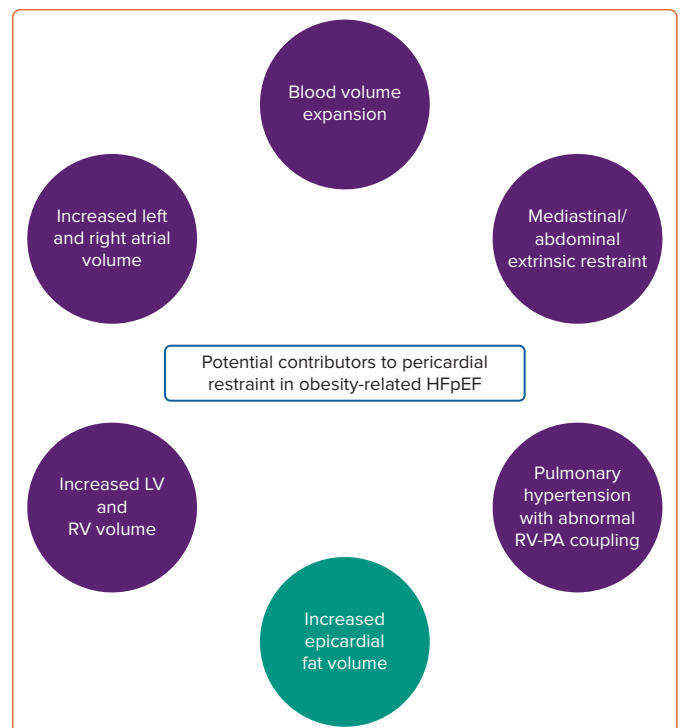 Blood volume
expansion
Increased left
and right atrial
volume
Mediastinal/
abdominal
extrinsic restraint
Potential contributors to pericardial
restraint in obesity-related HFpEF
Increased LV
and
RV volume
Pulmonary
hypertension
with abnormal
RV-PA coupling
Increased
epicardial
fat volume